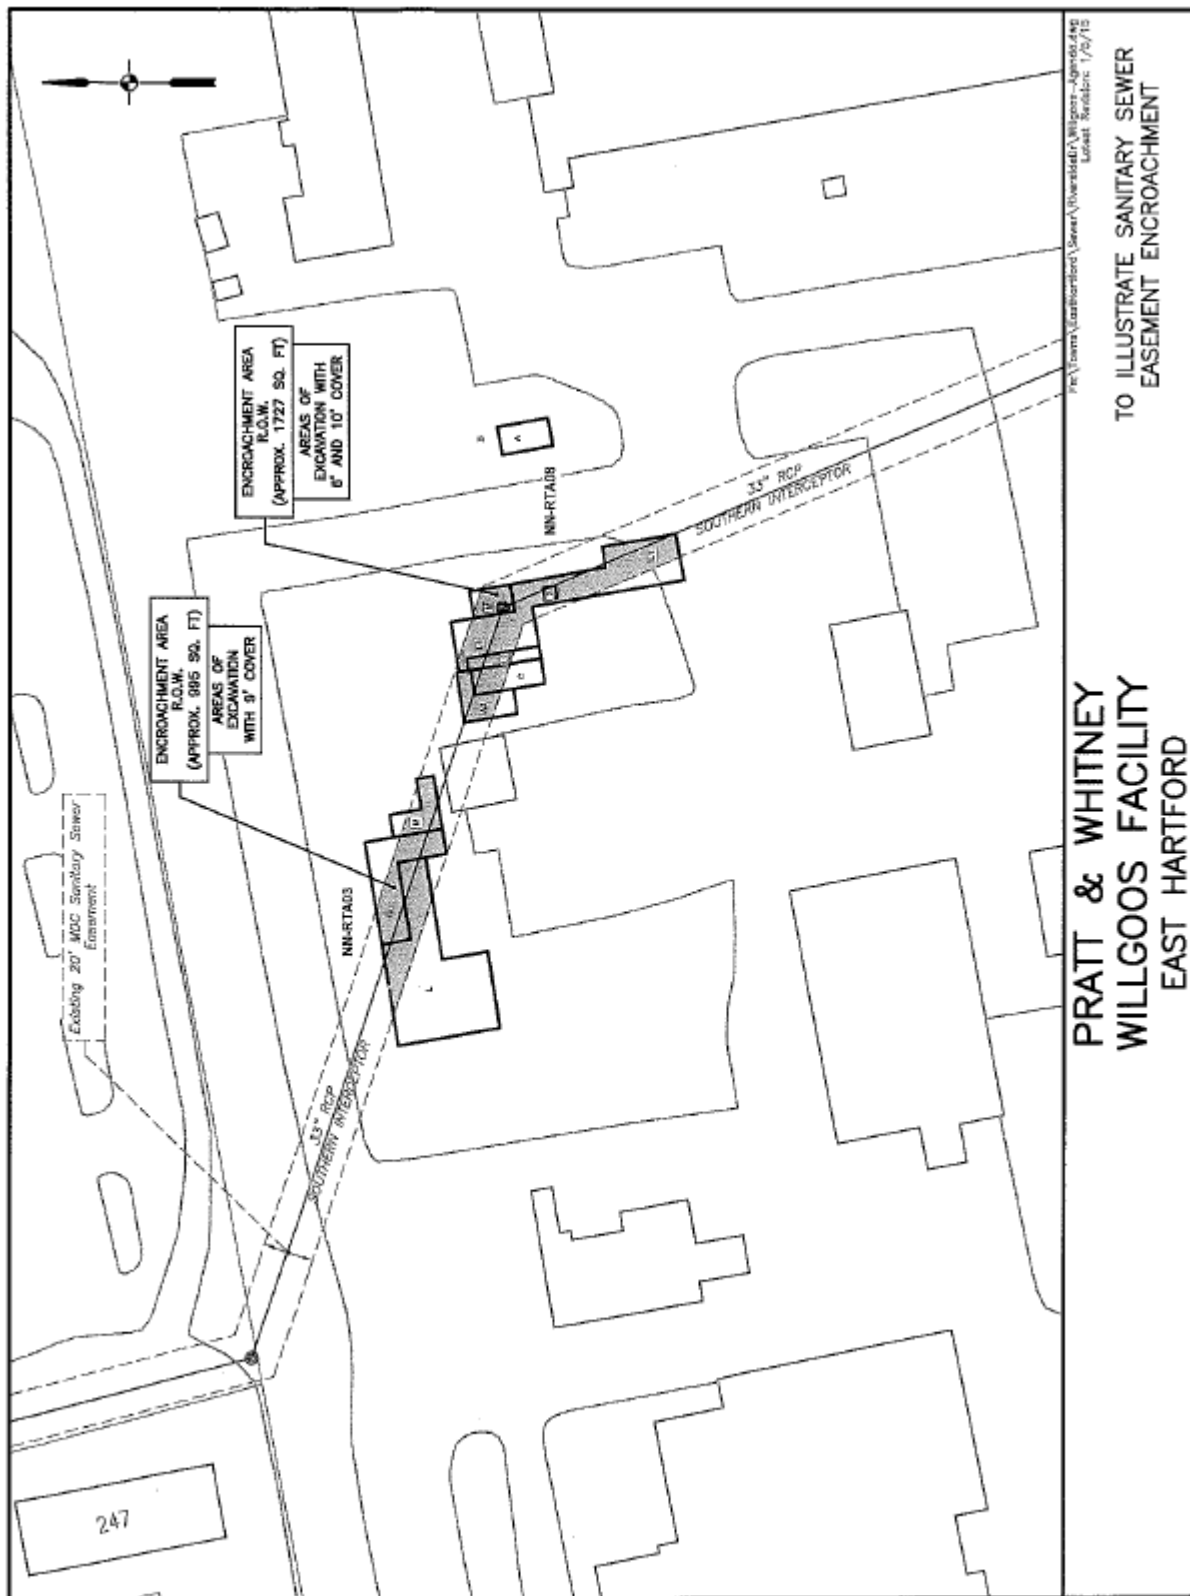 ENCROACHMENT AREA
R.O.W.
(APPROX. 1727 SQ. FT)
AREAS OF
EXCAVATION WITH
6' AND 10' COVER
ENCROACHMENT AREA
R.O.W.
(APPROX. 995 SQ. FT)
AREAS OF
EXCAVATION
WITH 9' COVER
Existing 20' MDC Sanitary Sewer
Easement
NN-RTA03
NN-RTA08
B
A
L
33" RCP
SOUTHERN INTERCEPTOR
33" RCP
SOUTHERN INTERCEPTOR
247
PRATT & WHITNEY
WILLGOOS FACILITY
EAST HARTFORD
TO ILLUSTRATE SANITARY SEWER
EASEMENT ENCROACHMENT